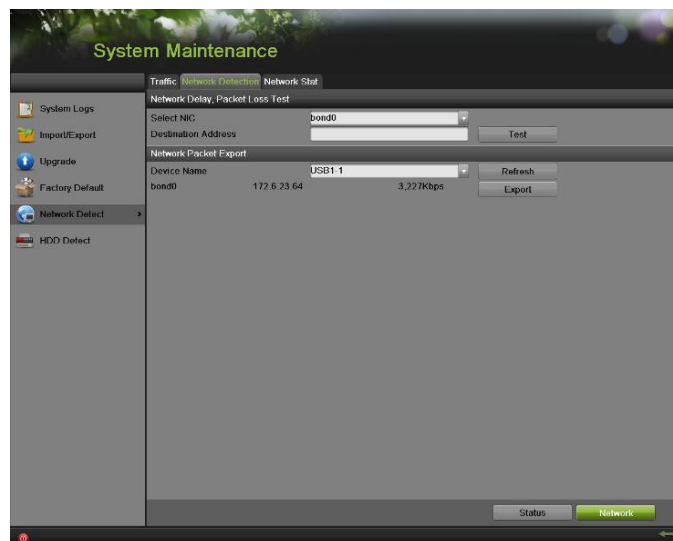 System Maintenance
Traffic Network Detection Network Stat.
Network Delay, Packet Loss Test
System Logs
Select NIC bond0
Import/Export
Destination Address Test
Network Packet Export
Upgrade
Device Name USB1-1 Refresh
Factory Default
bond0 172.6.23.64 3,227Kbps Export
Network Detect
HDD Detect
Status Network